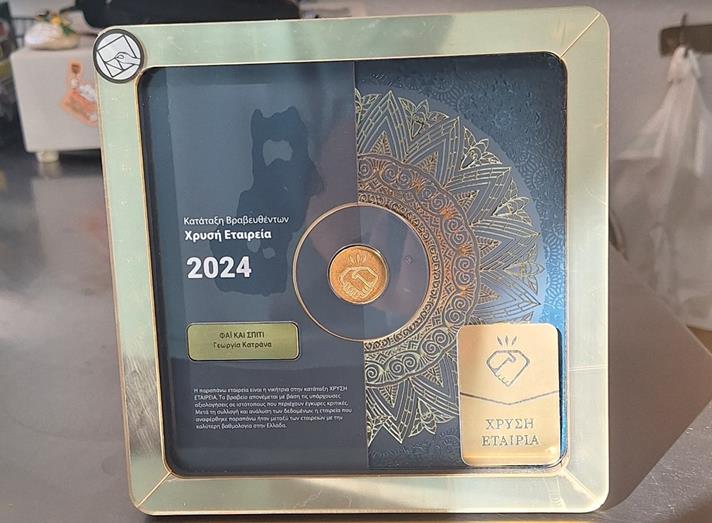 Κατάταξη Βραβευθέντων
Χρυσή Εταιρεία
2024
ΦΑΪ ΚΑΙ ΣΠΙΤΙ
Γεωργία Κατράνα
Η παραπάνω εταιρεία είναι η νικήτρια στην κατάταξη ΧΡΥΣΗ
ΕΤΑΙΡΕΙΑ. Το βραβείο απονέμεται με βάση τις υπάρχουσες
αξιολογήσεις σε ιστότοπους που περιέχουν έγκυρες κριτικές.
Μετά τη συλλογή και ανάλυση των δεδομένων, η εταιρεία που
αναφέρθηκε παραπάνω ήταν μεταξύ των εταιρειών με την
καλύτερη βαθμολογία στην Ελλάδα.
ΧΡΥΣΗ
ΕΤΑΙΡΙΑ